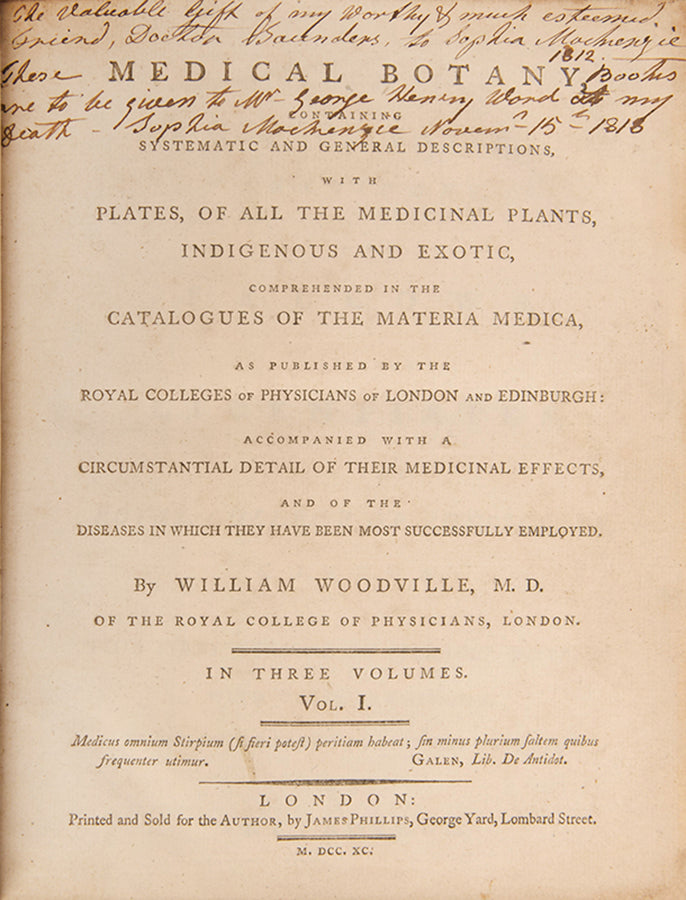 The valuable Gift of my worthy & much esteemed
Friend, Doctor Saunders, to Sophia Mackenzie
1812.
These MEDICAL BOTANY, Books
are to be given to Mr. George Henry Ward at my
CONTAINING
death - Sophia Mackenzie Novemr. 15th 1818
SYSTEMATIC AND GENERAL DESCRIPTIONS,
WITH
PLATES, OF ALL THE MEDICINAL PLANTS,
INDIGENOUS AND EXOTIC,
COMPREHENDED IN THE
CATALOGUES OF THE MATERIA MEDICA,
AS PUBLISHED BY THE
ROYAL COLLEGES OF PHYSICIANS OF LONDON AND EDINBURGH:
ACCOMPANIED WITH A
CIRCUMSTANTIAL DETAIL OF THEIR MEDICINAL EFFECTS,
AND OF THE
DISEASES IN WHICH THEY HAVE BEEN MOST SUCCESSFULLY EMPLOYED.
By WILLIAM WOODVILLE, M. D.
OF THE ROYAL COLLEGE OF PHYSICIANS, LONDON.
IN THREE VOLUMES.
VOL. I.
Medicus omnium Stirpium (ſi fieri poteſt) peritiam habeat; ſin minus plurium ſaltem quibus
frequenter utimur. GALEN, Lib. De Antidot.
LONDON:
Printed and Sold for the AUTHOR, by JAMES PHILLIPS, George Yard, Lombard Street.
M. DCC. XC.